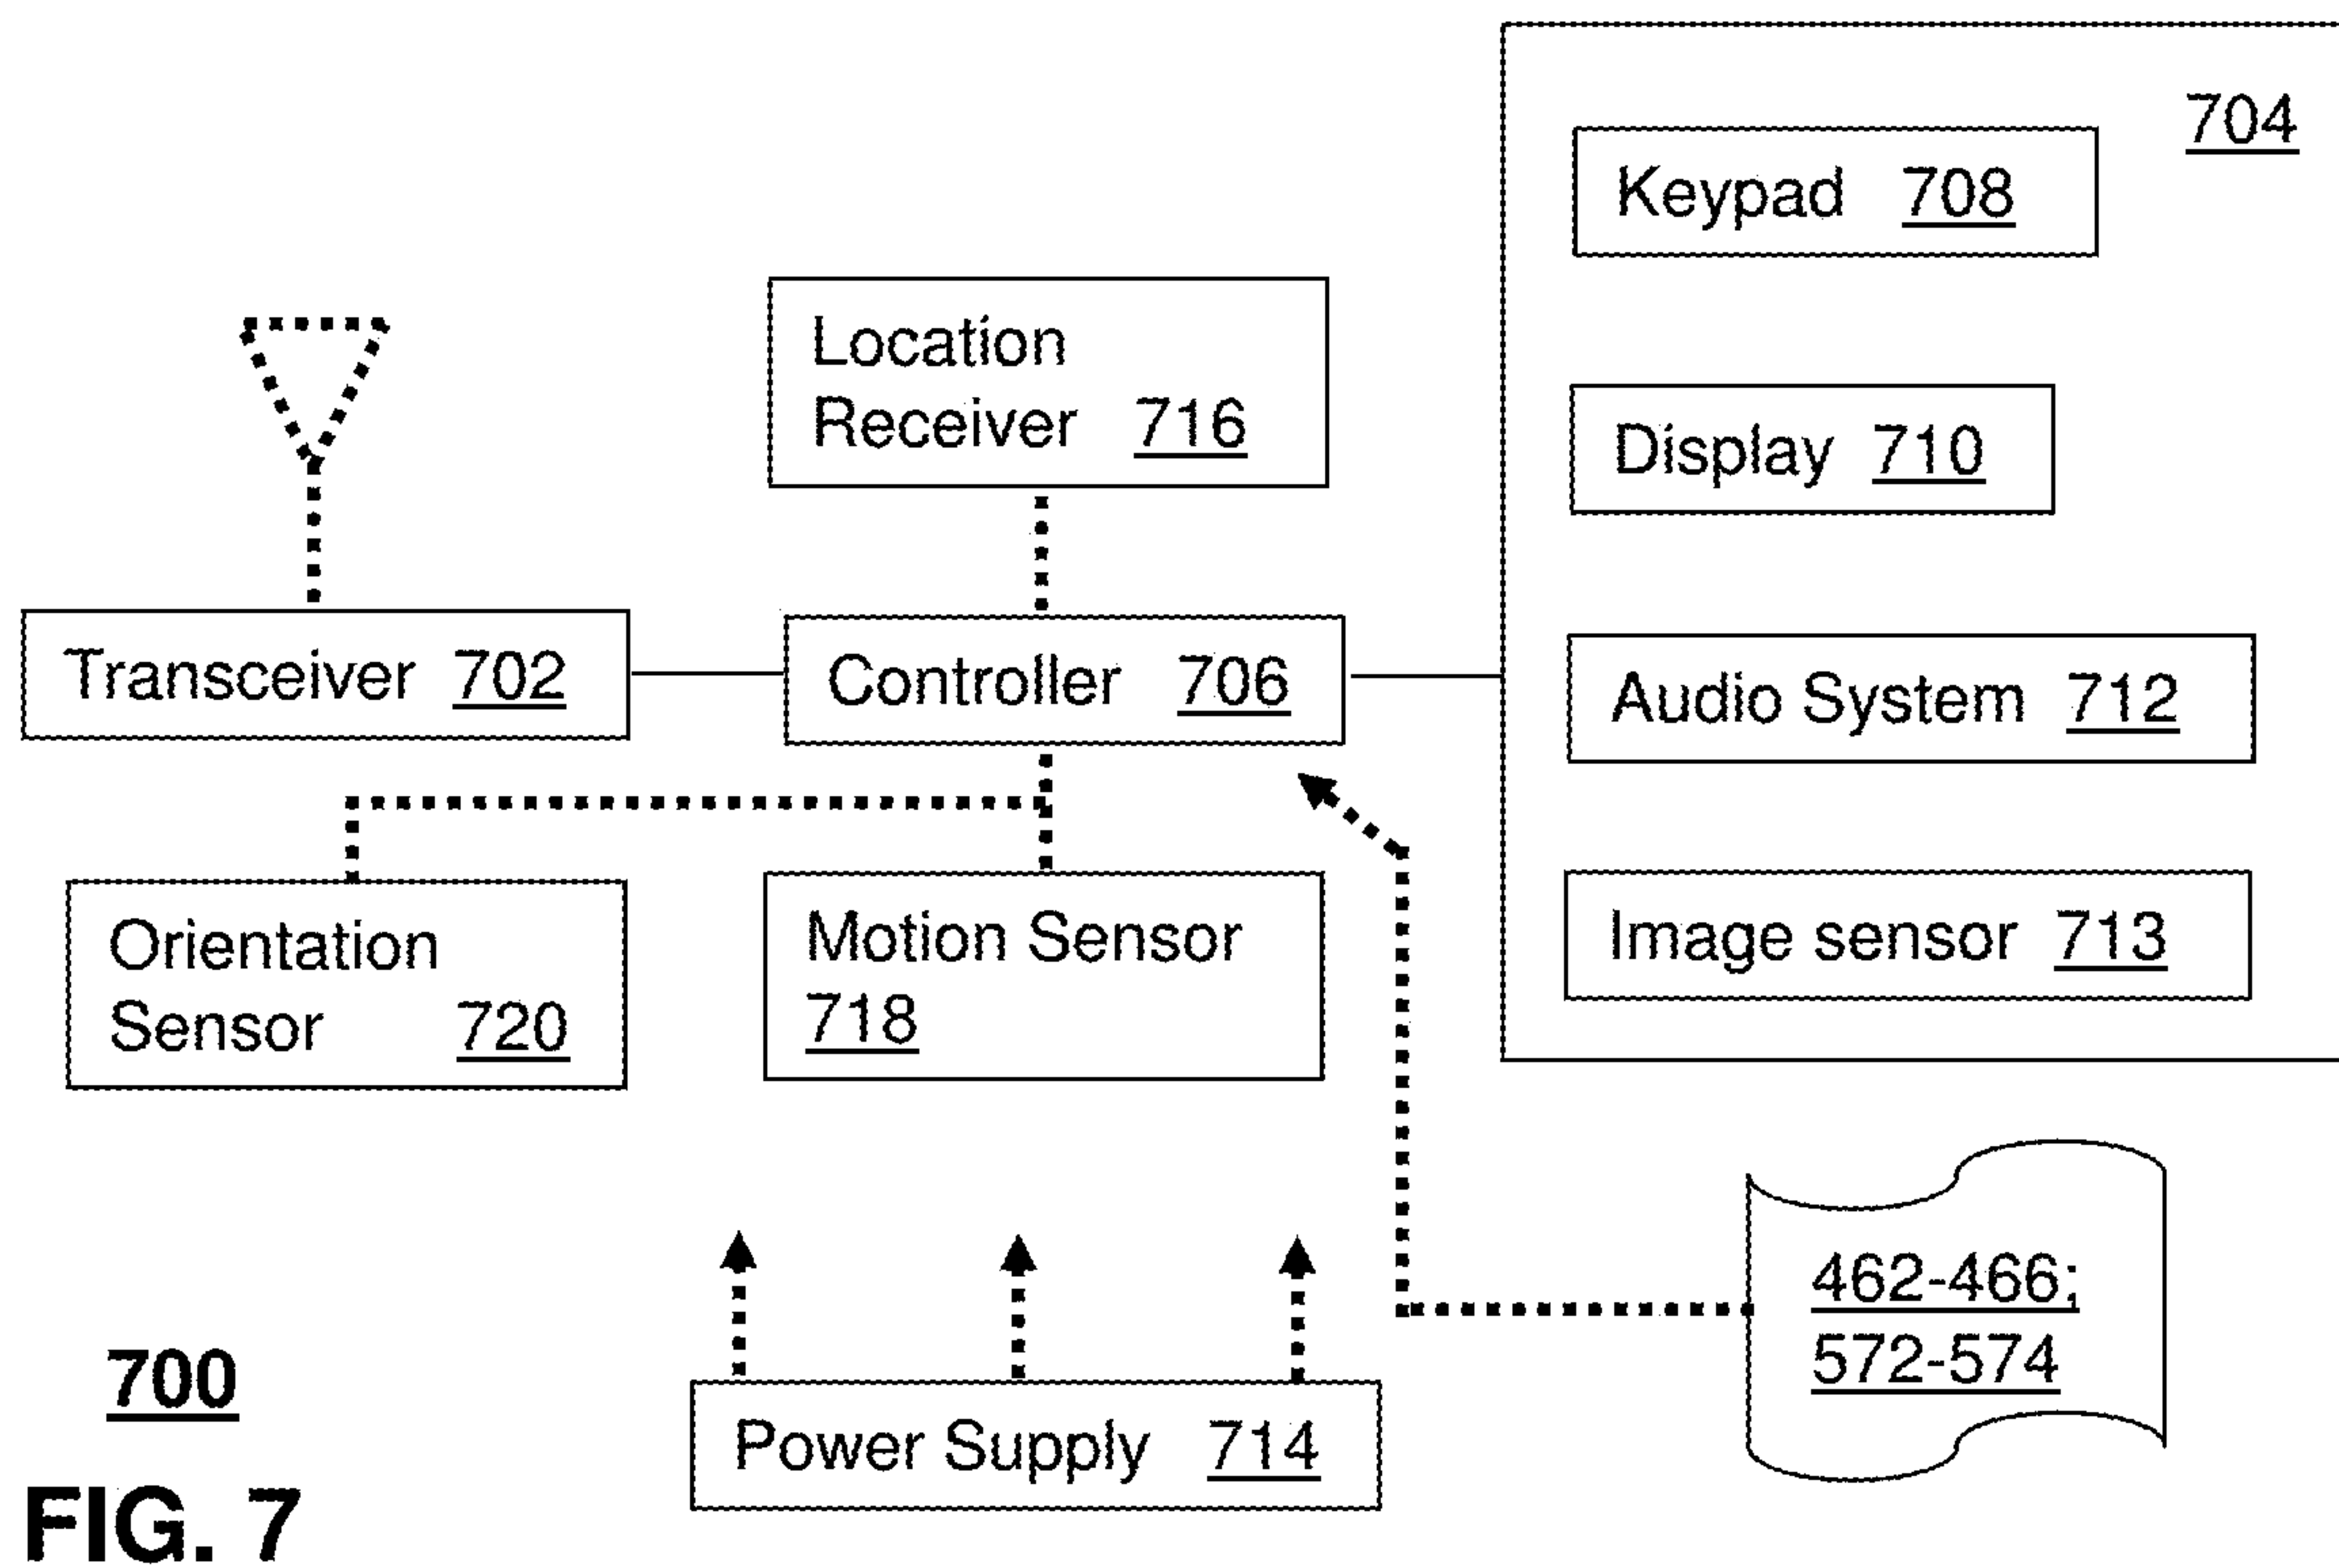 704
Keypad 708
Location
Receiver 716
Display 710
Transceiver 702
Controller 706
Audio System 712
Orientation
Sensor 720
Motion Sensor
718
Image sensor 713
462-466;
572-574
700
Power Supply 714
FIG. 7